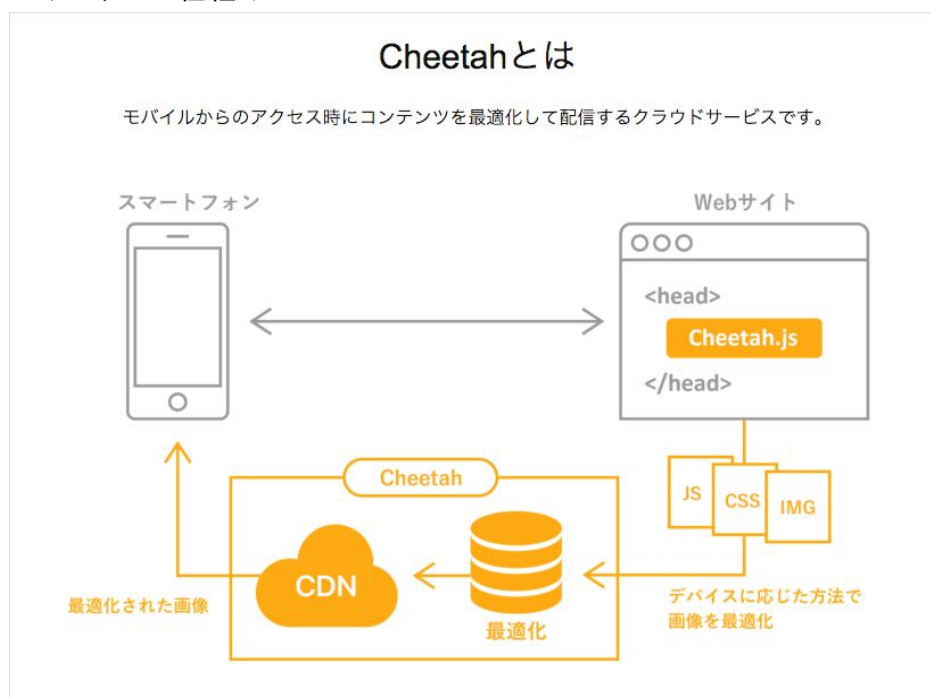 Cheetahとは
モバイルからのアクセス時にコンテンツを最適化して配信するクラウドサービスです。
スマートフォン
Webサイト
<head>
Cheetah.js
</head>
Cheetah
JS
CSS
IMG
CDN
最適化
最適化された画像
デバイスに応じた方法で
画像を最適化